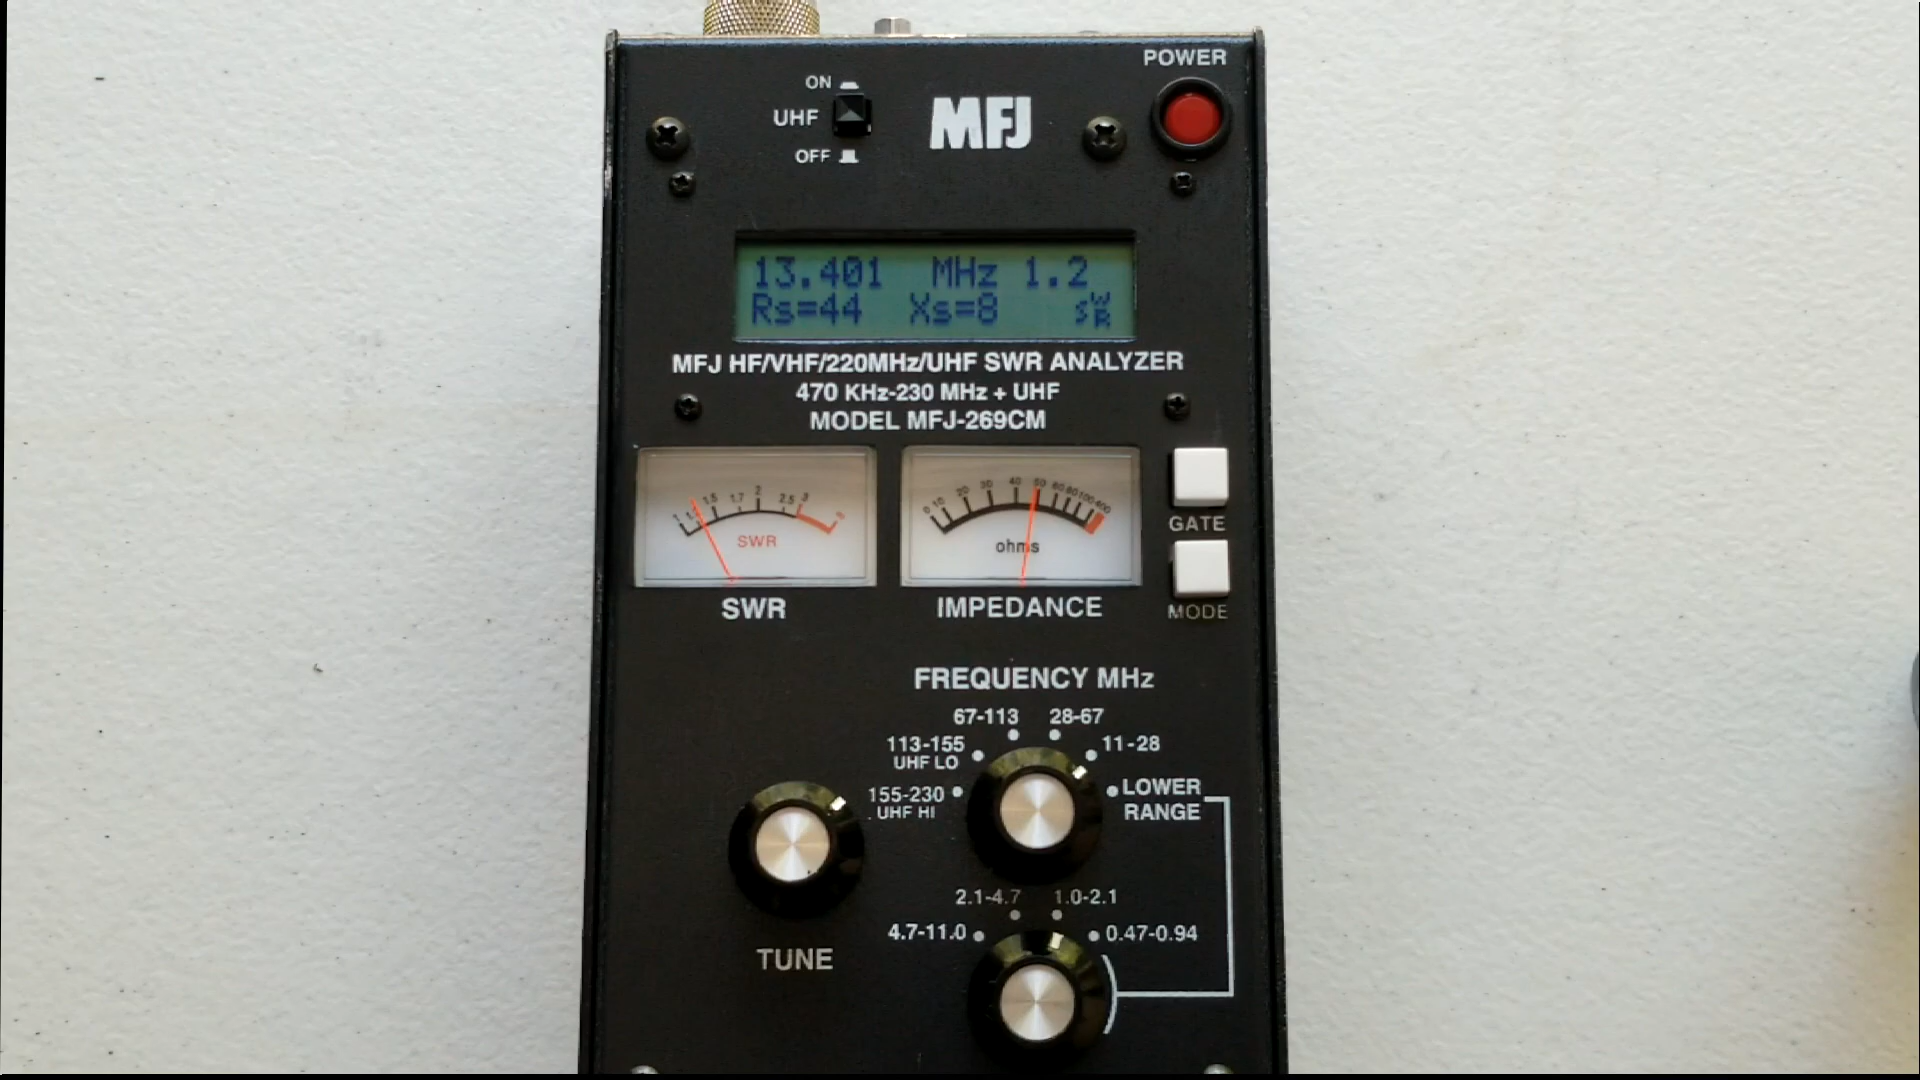 POWER
ON
UHF
OFF
MFJ
13.401 MHz 1.2
Rs=44 Xs=8 SWR
MFJ HF/VHF/220MHz/UHF SWR ANALYZER
470 KHz-230 MHz + UHF
MODEL MFJ-269CM
1 1.5 1.7 2 2.5 3
SWR
SWR
0 10 20 30 40 50 60 80 100 400
ohms
IMPEDANCE
GATE
MODE
FREQUENCY MHz
67-113 28-67
113-155 11-28
UHF LO
155-230
UHF HI
LOWER
RANGE
TUNE
2.1-4.7 1.0-2.1
4.7-11.0 0.47-0.94